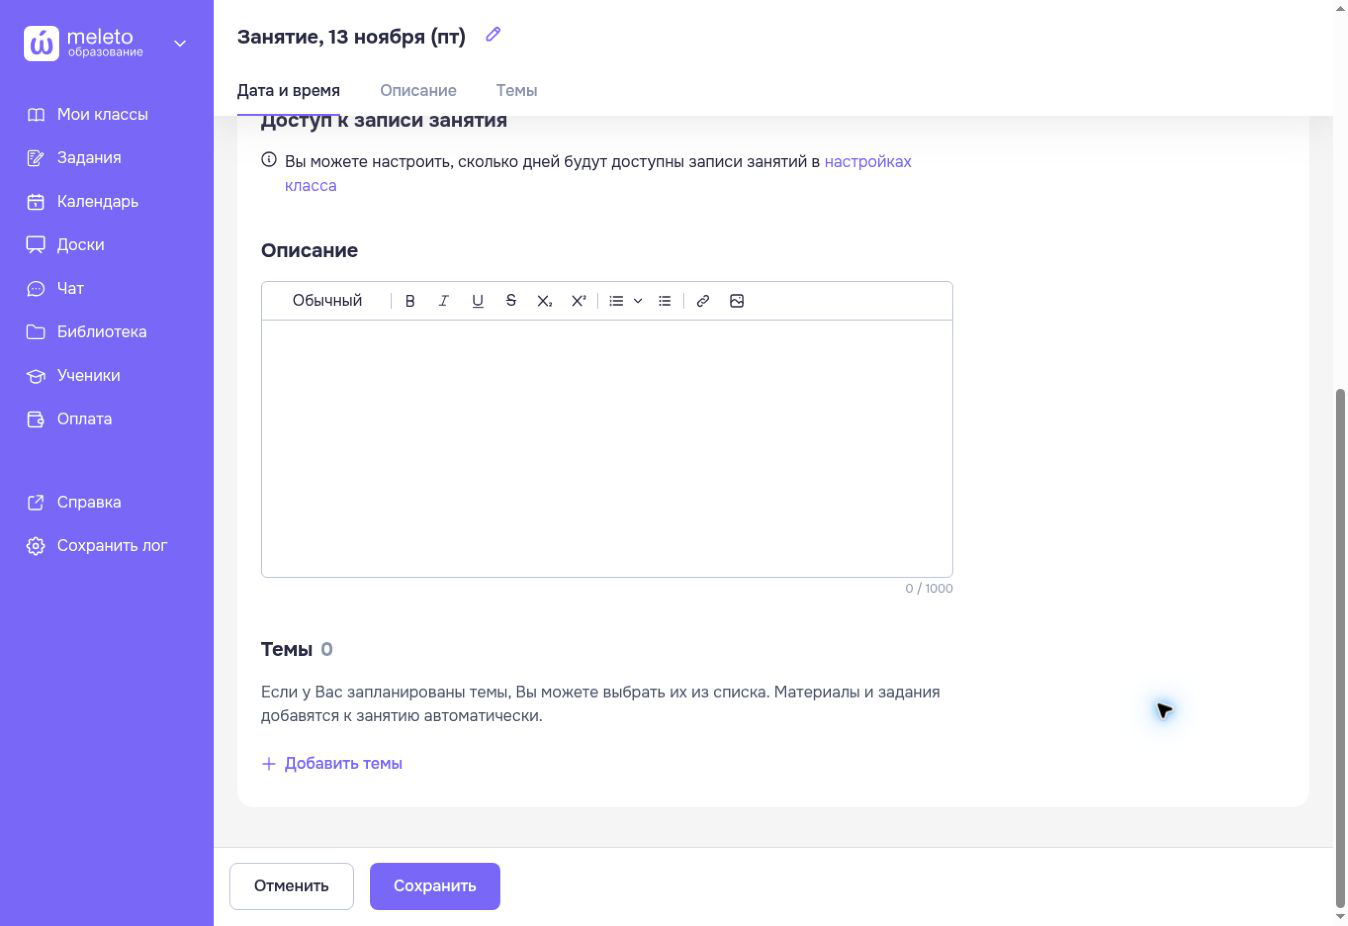 meleto
образование
Мои классы
Задания
Календарь
Доски
Чат
Библиотека
Ученики
Оплата
Справка
Сохранить лог
Занятие, 13 ноября (пт)
Дата и время
Описание
Темы
Доступ к записи занятия
Вы можете настроить, сколько дней будут доступны записи занятий в настройках
класса
Описание
Обычный
0 / 1000
Темы 0
Если у Вас запланированы темы, Вы можете выбрать их из списка. Материалы и задания
добавятся к занятию автоматически.
Добавить темы
Отменить
Сохранить